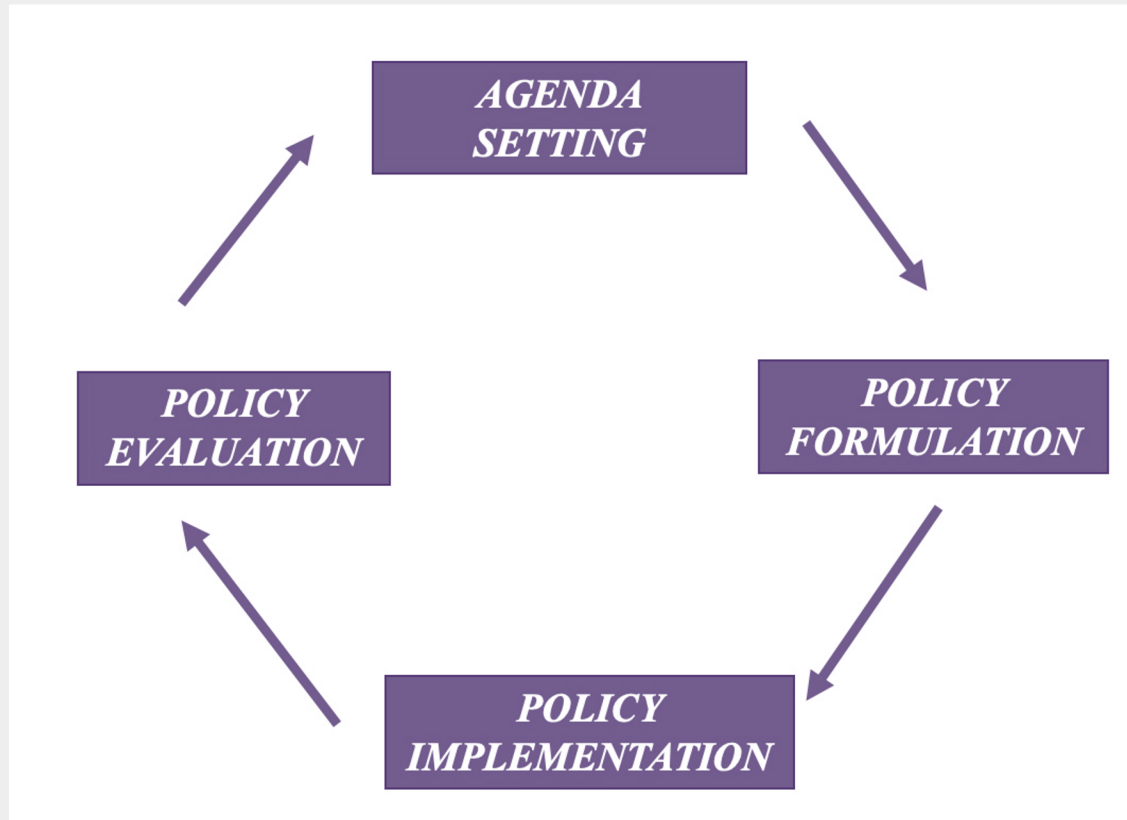 AGENDA
SETTING
POLICY
FORMULATION
POLICY
IMPLEMENTATION
POLICY
EVALUATION